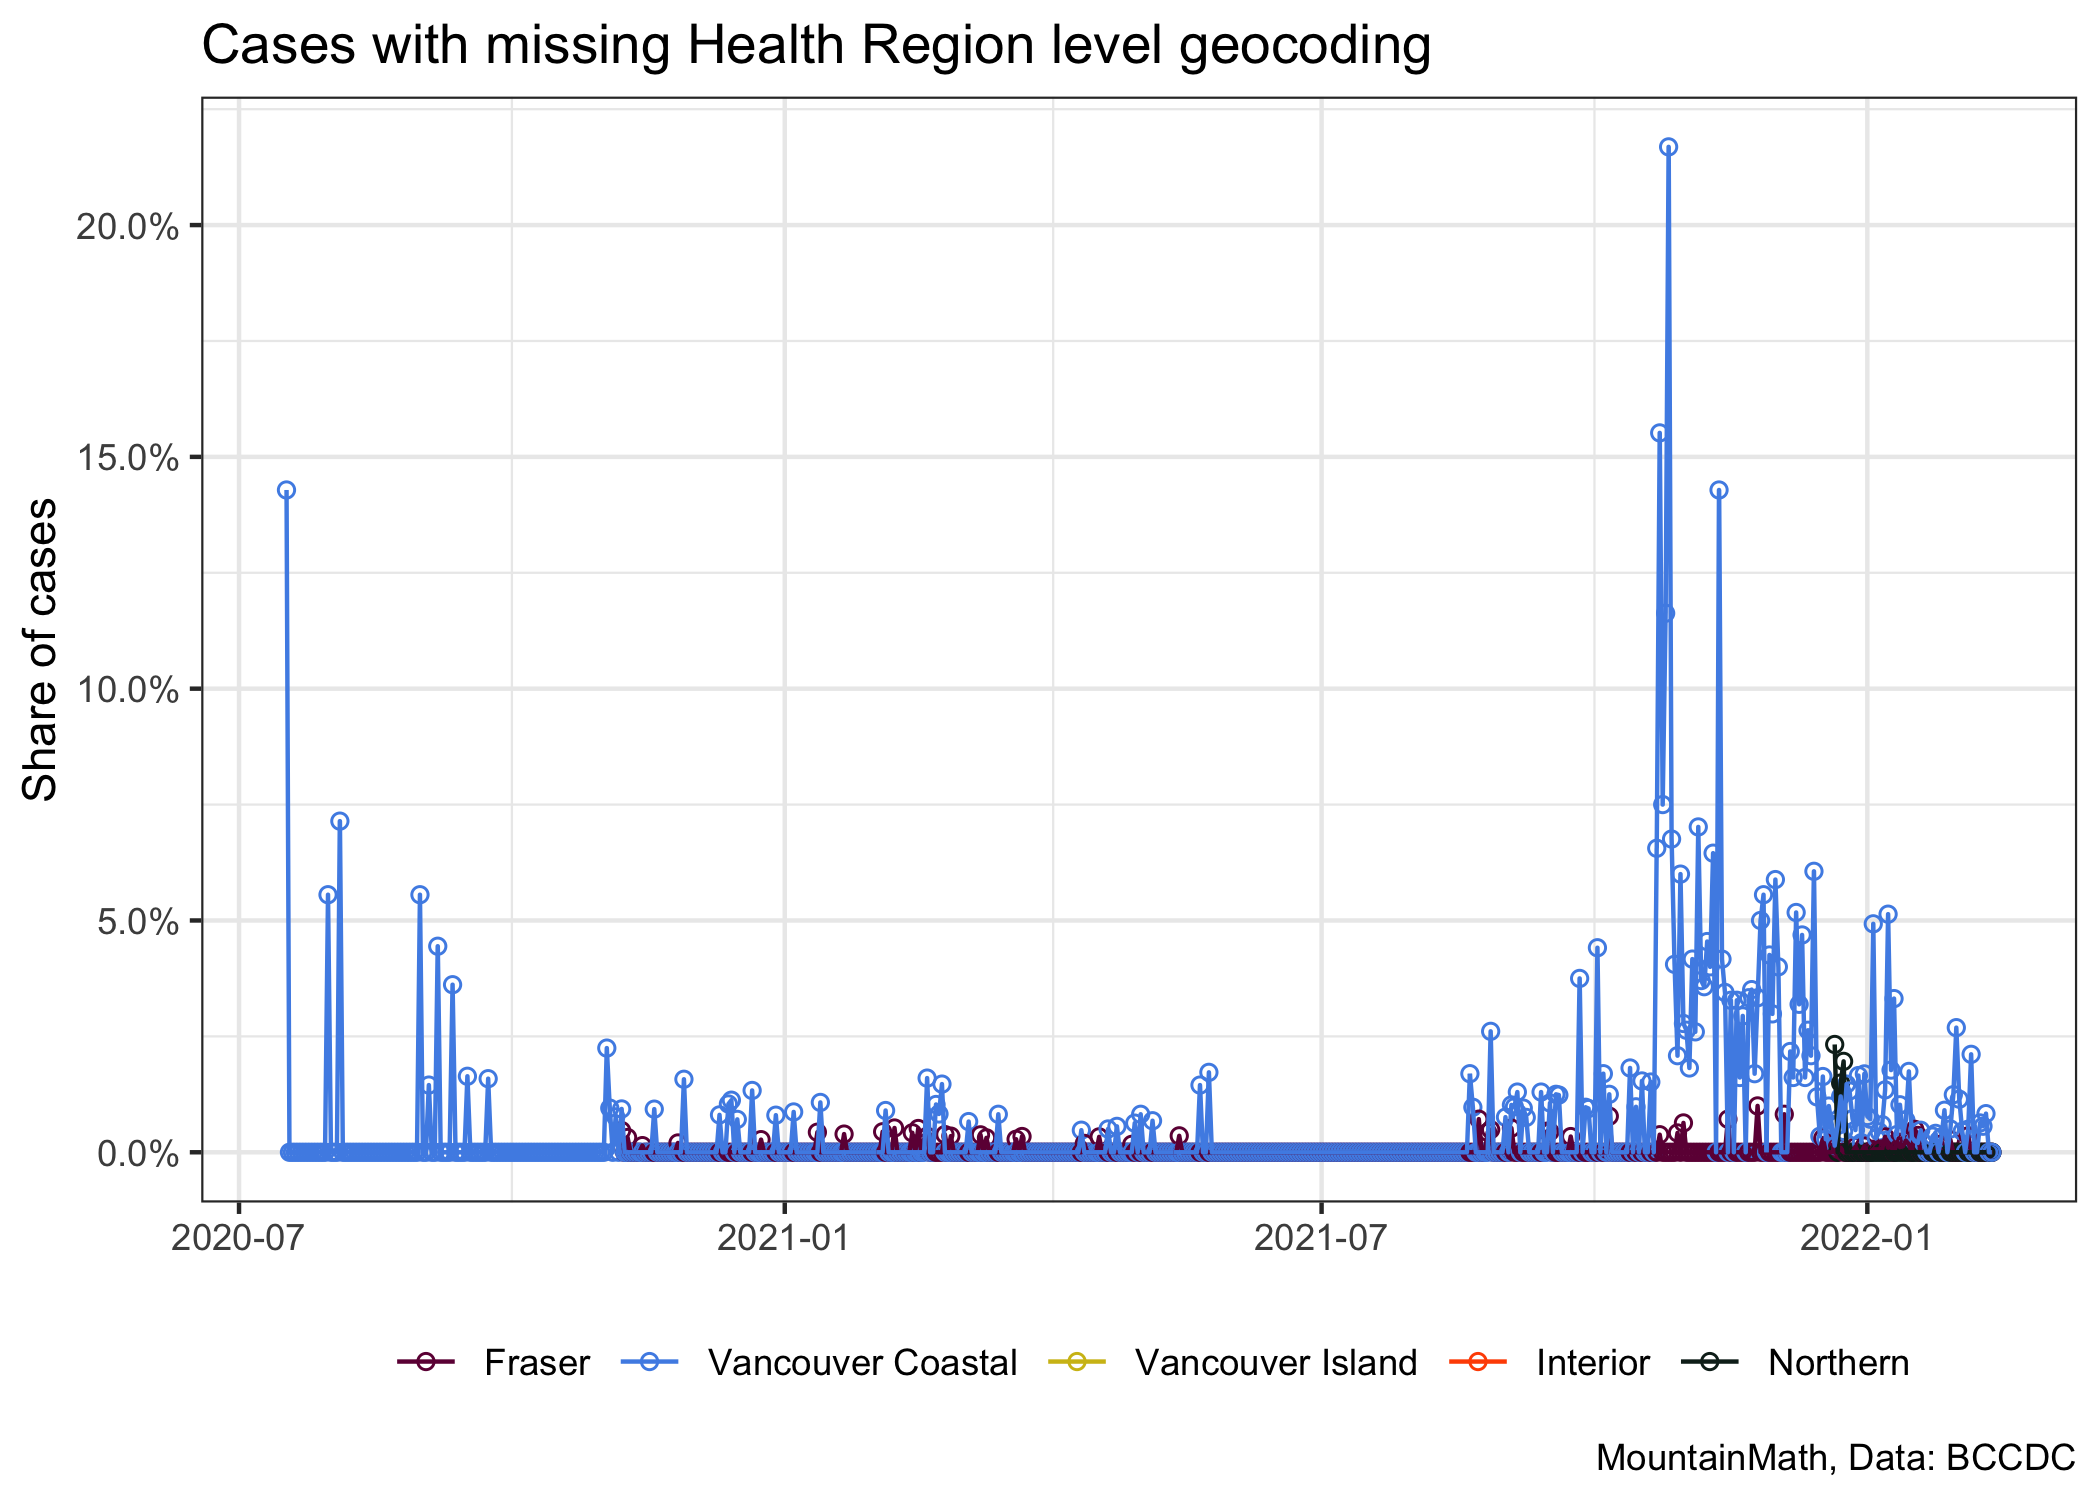 Cases with missing Health Region level geocoding
Share of cases
20.0%
15.0%
10.0%
5.0%
0.0%
2020-07 2021-01 2021-07 2022-01
Fraser Vancouver Coastal Vancouver Island Interior Northern
MountainMath, Data: BCCDC